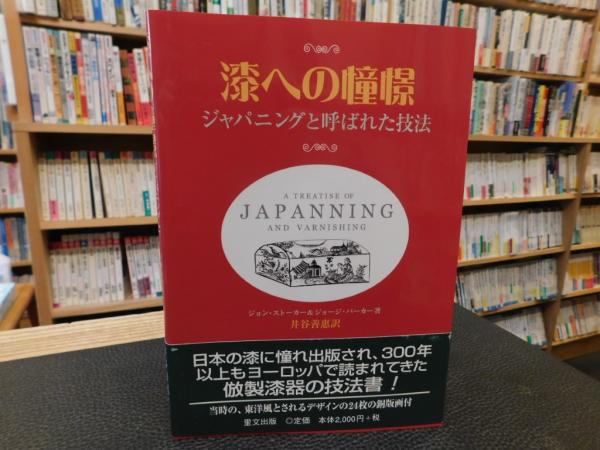 漆への憧憬
ジャパニングと呼ばれた技法
A TREATISE OF
JAPANNING
AND VARNISHING
ジョン・ストーカー&ジョージ・パーカー著
井谷善惠訳
日本の漆に憧れ出版され、300年
以上もヨーロッパで読まれてきた
倣製漆器の技法書!
当時の、東洋風とされるデザインの24枚の銅版画付
里文出版 ◎定価 本体2,000円+税